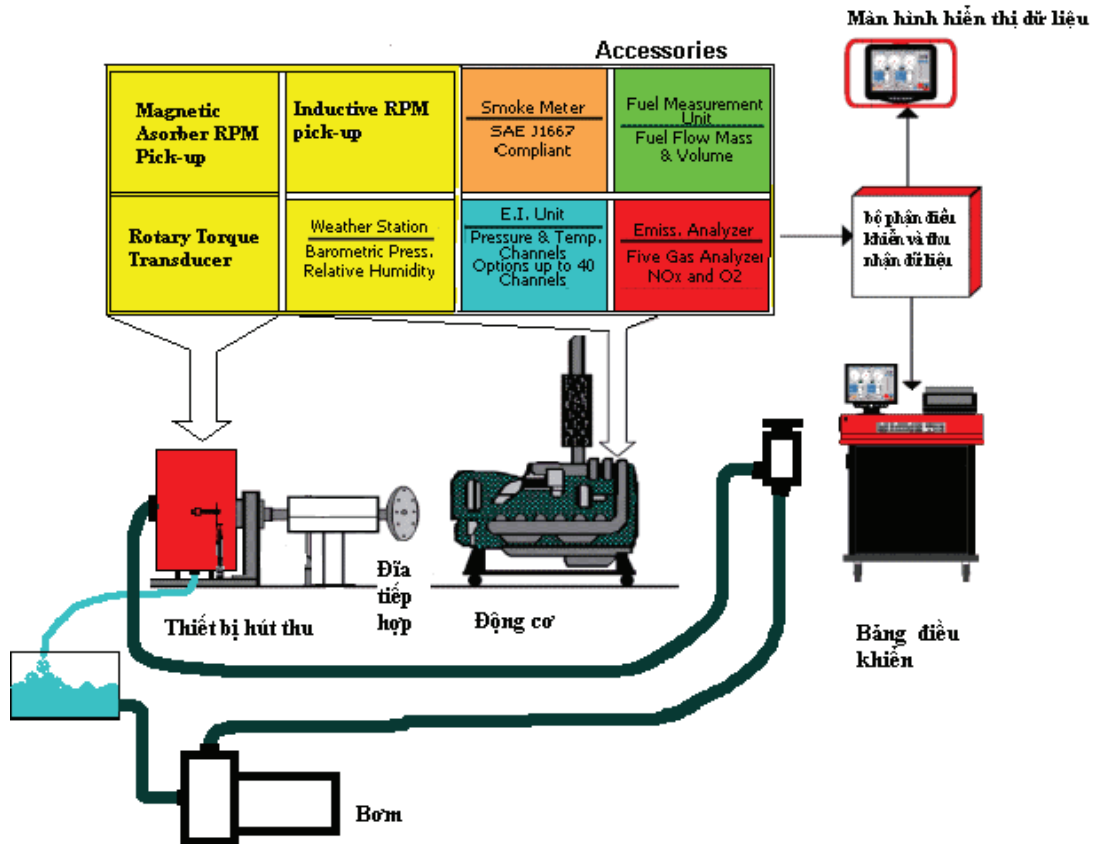 Màn hình hiển thị dữ liệu
Accessories
Magnetic
Asorber RPM
Pick-up
Inductive RPM
pick-up
Smoke Meter
SAE J1667
Compliant
Fuel Measurement
Unit
Fuel Flow Mass
& Volume
Rotary Torque
Transducer
Weather Station
Barometric Press.
Relative Humidity
E.I. Unit
Pressure & Temp.
Channels
Options up to 40
Channels
Emiss. Analyzer
Five Gas Analyzer
NOx and O2
bộ phận điều
khiển và thu
nhận dữ liệu
Thiết bị hút thu
Đĩa
tiếp
hợp
Động cơ
Bảng điều
khiển
Bơm